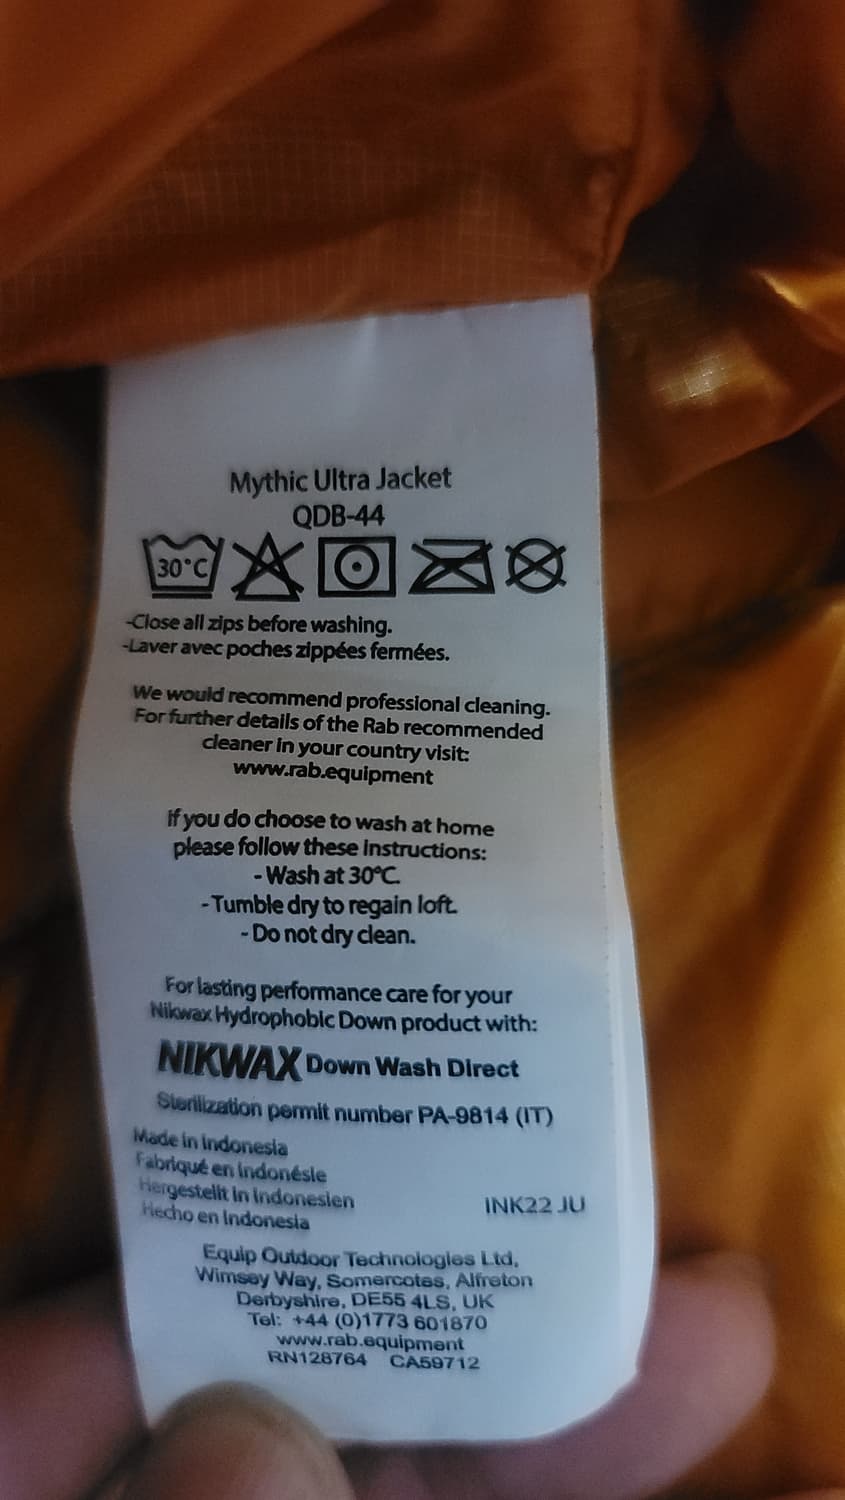 Mythic Ultra Jacket
QDB-44
30°C
-Close all zips before washing.
-Laver avec poches zippées fermées.
We would recommend professional cleaning.
For further details of the Rab recommended
cleaner in your country visit:
www.rab.equipment
If you do choose to wash at home
please follow these instructions:
- Wash at 30°C.
- Tumble dry to regain loft.
- Do not dry clean.
For lasting performance care for your
Nikwax Hydrophobic Down product with:
NIKWAX Down Wash Direct
Sterilization permit number PA-9814 (IT)
Made in Indonesia
Fabriqué en Indonésie
Hergestellt in Indonesien
Hecho en Indonesia
INK22 JU
Equip Outdoor Technologies Ltd,
Wimsey Way, Somercotes, Alfreton
Derbyshire, DE55 4LS, UK
Tel: +44 (0)1773 601870
www.rab.equipment
RN128764 CA59712